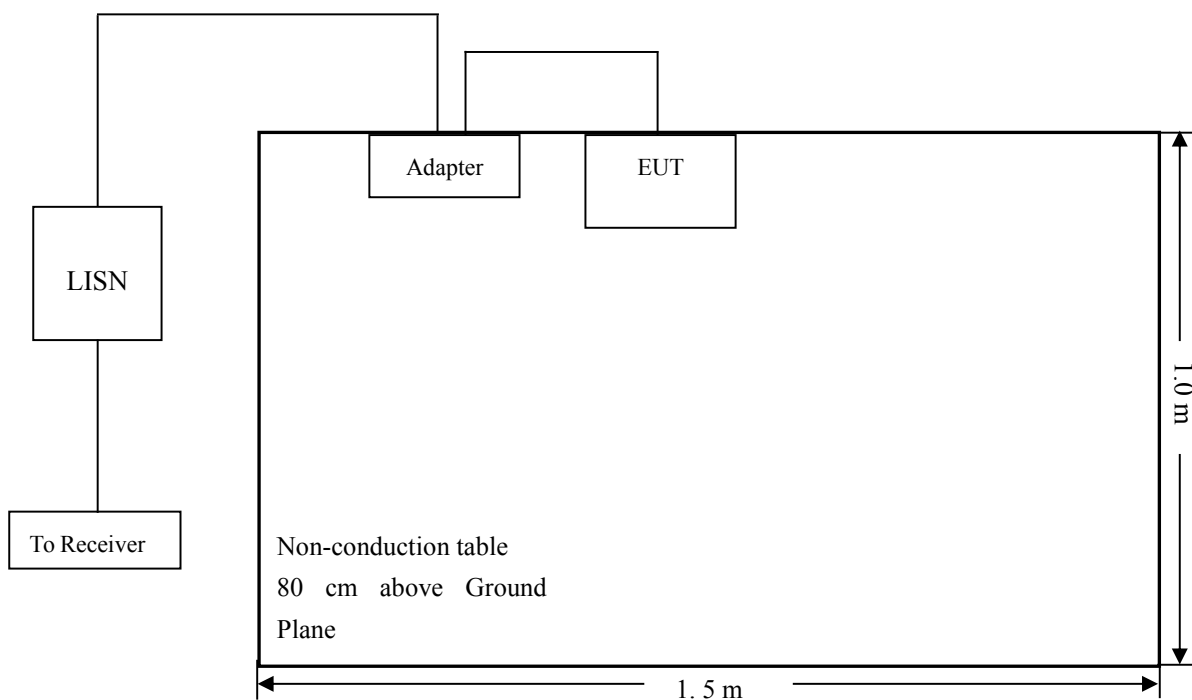 Adapter
EUT
LISN
To Receiver
Non-conduction table
80 cm above Ground
Plane
1.0 m
1. 5 m